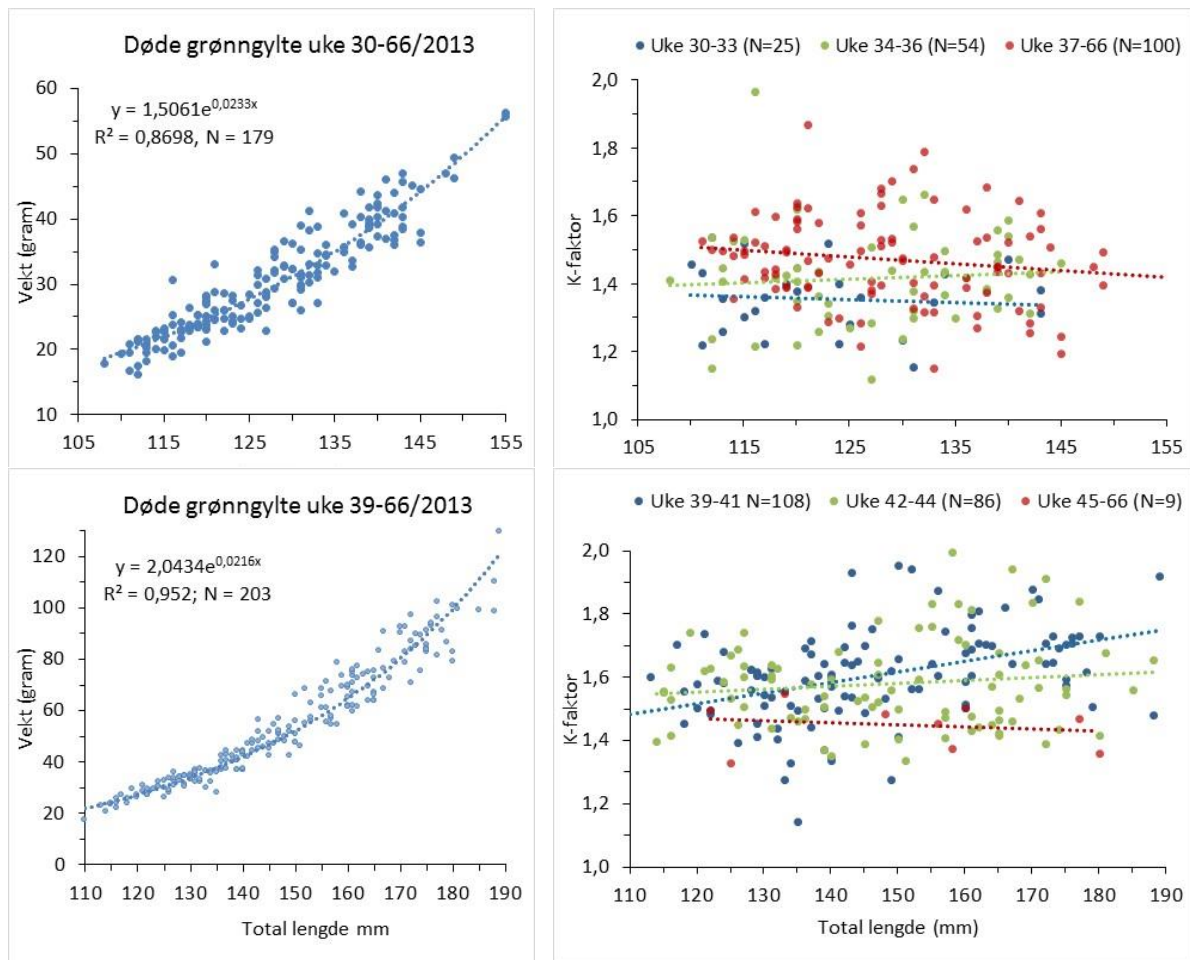 Døde grønngylte uke 30-66/2013
y = 1,5061e^0,0233x
R² = 0,8698, N = 179
Vekt (gram)
60
50
40
30
20
10
105 115 125 135 145 155
Uke 30-33 (N=25) Uke 34-36 (N=54) Uke 37-66 (N=100)
K-faktor
2,0
1,8
1,6
1,4
1,2
1,0
105 115 125 135 145 155
Døde grønngylte uke 39-66/2013
y = 2,0434e^0,0216x
R² = 0,952; N = 203
Vekt (gram)
120
100
80
60
40
20
0
110 120 130 140 150 160 170 180 190
Total lengde mm
Uke 39-41 N=108) Uke 42-44 (N=86) Uke 45-66 (N=9)
K-faktor
2,0
1,8
1,6
1,4
1,2
1,0
110 120 130 140 150 160 170 180 190
Total lengde (mm)